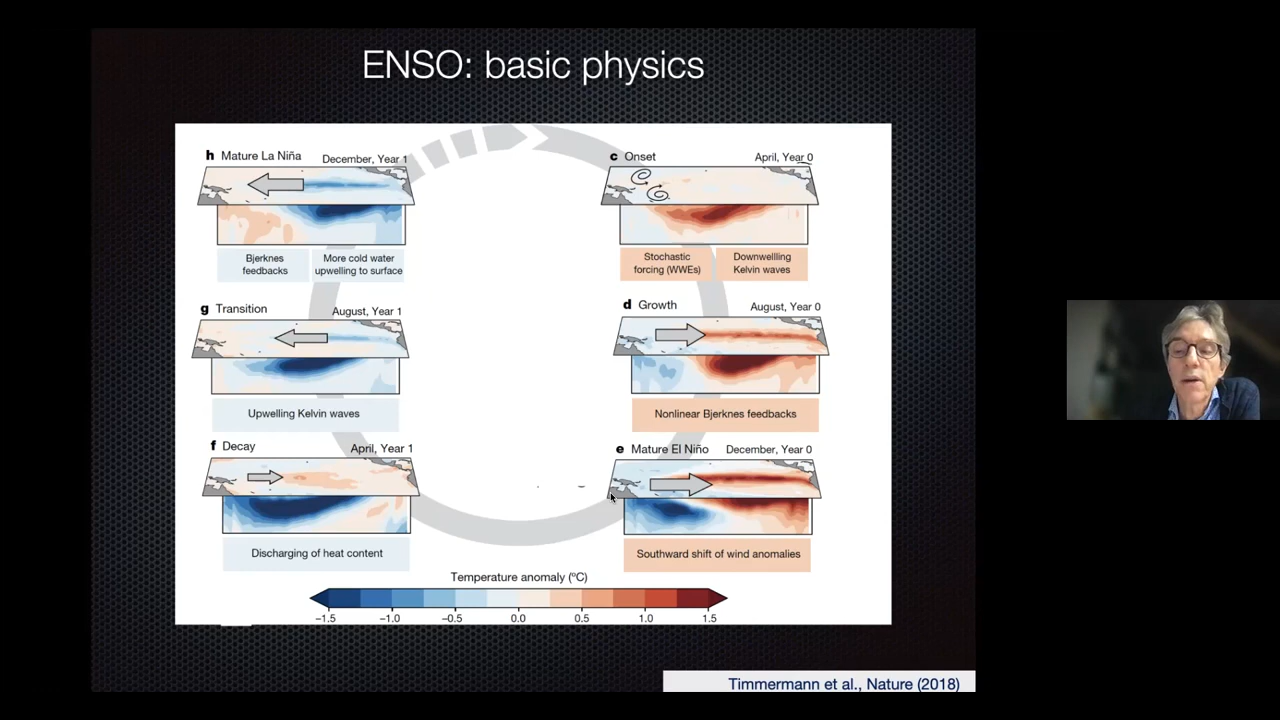 ENSO: basic physics
h Mature La Niña December, Year 1
Bjerknes
feedbacks
More cold water
upwelling to surface
g Transition August, Year 1
Upwelling Kelvin waves
f Decay April, Year 1
Discharging of heat content
c Onset April, Year 0
Stochastic
forcing (WWEs)
Downwellling
Kelvin waves
d Growth August, Year 0
Nonlinear Bjerknes feedbacks
e Mature El Niño December, Year 0
Southward shift of wind anomalies
Temperature anomaly (°C)
−1.5 −1.0 −0.5 0.0 0.5 1.0 1.5
Timmermann et al., Nature (2018)